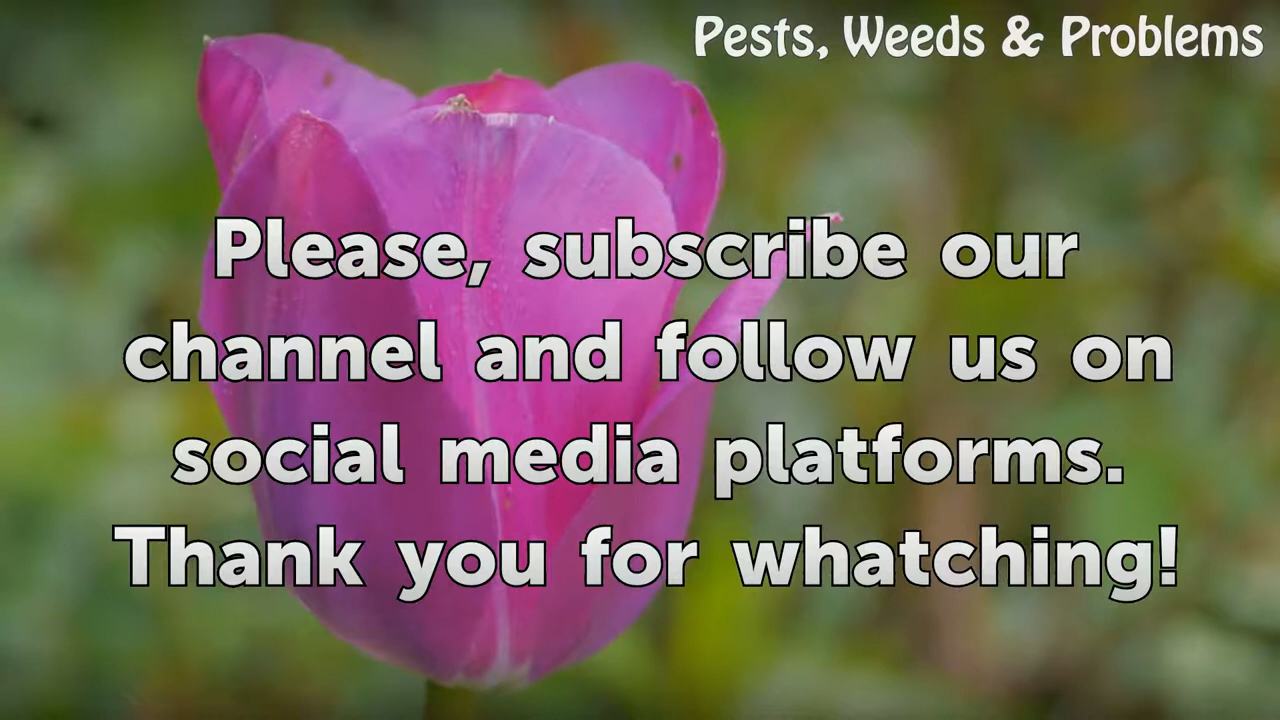 Pests, Weeds & Problems
Please, subscribe our
channel and follow us on
social media platforms.
Thank you for whatching!